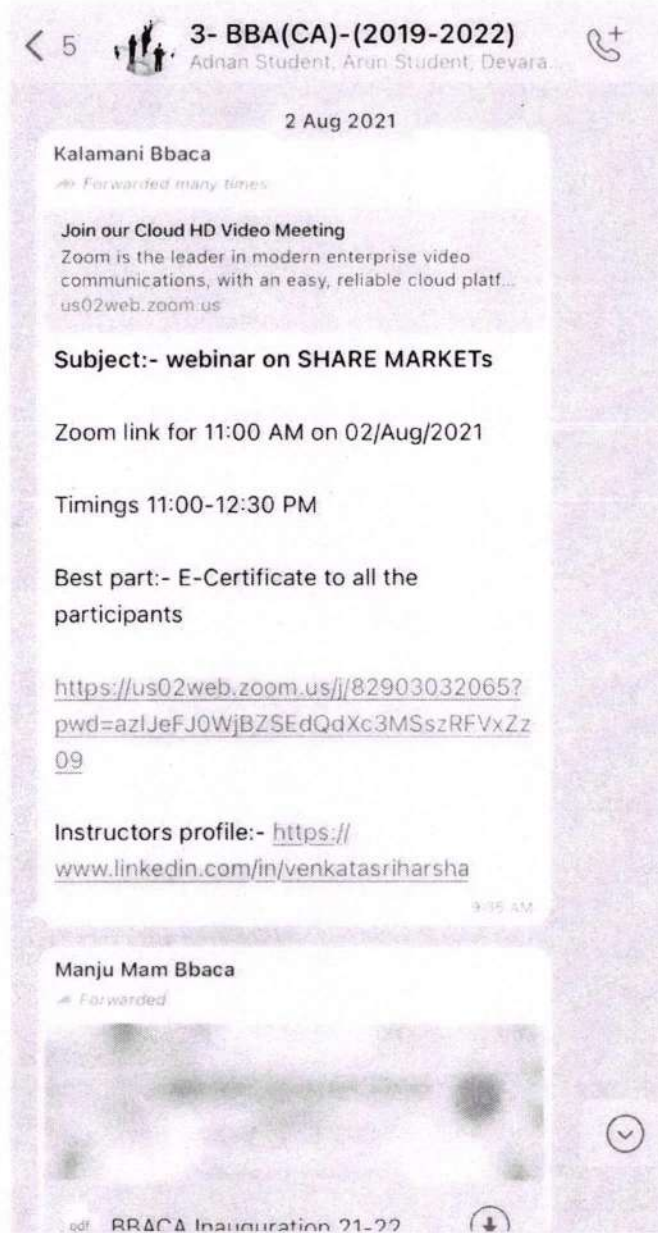 5
3- BBA(CA)-(2019-2022)
Adnan Student, Arun Student, Devara...
2 Aug 2021
Kalamani Bbaca
Forwarded many times
Join our Cloud HD Video Meeting
Zoom is the leader in modern enterprise video
communications, with an easy, reliable cloud platf...
us02web.zoom.us
Subject:- webinar on SHARE MARKETs
Zoom link for 11:00 AM on 02/Aug/2021
Timings 11:00-12:30 PM
Best part:- E-Certificate to all the
participants
https://us02web.zoom.us/j/82903032065?
pwd=azlJeFJ0WjBZSEdQdXc3MSszRFVxZz
09
Instructors profile:- https://
www.linkedin.com/in/venkatasriharsha
9:35 AM
Manju Mam Bbaca
Forwarded
pdf BBACA Inauguration 21-22